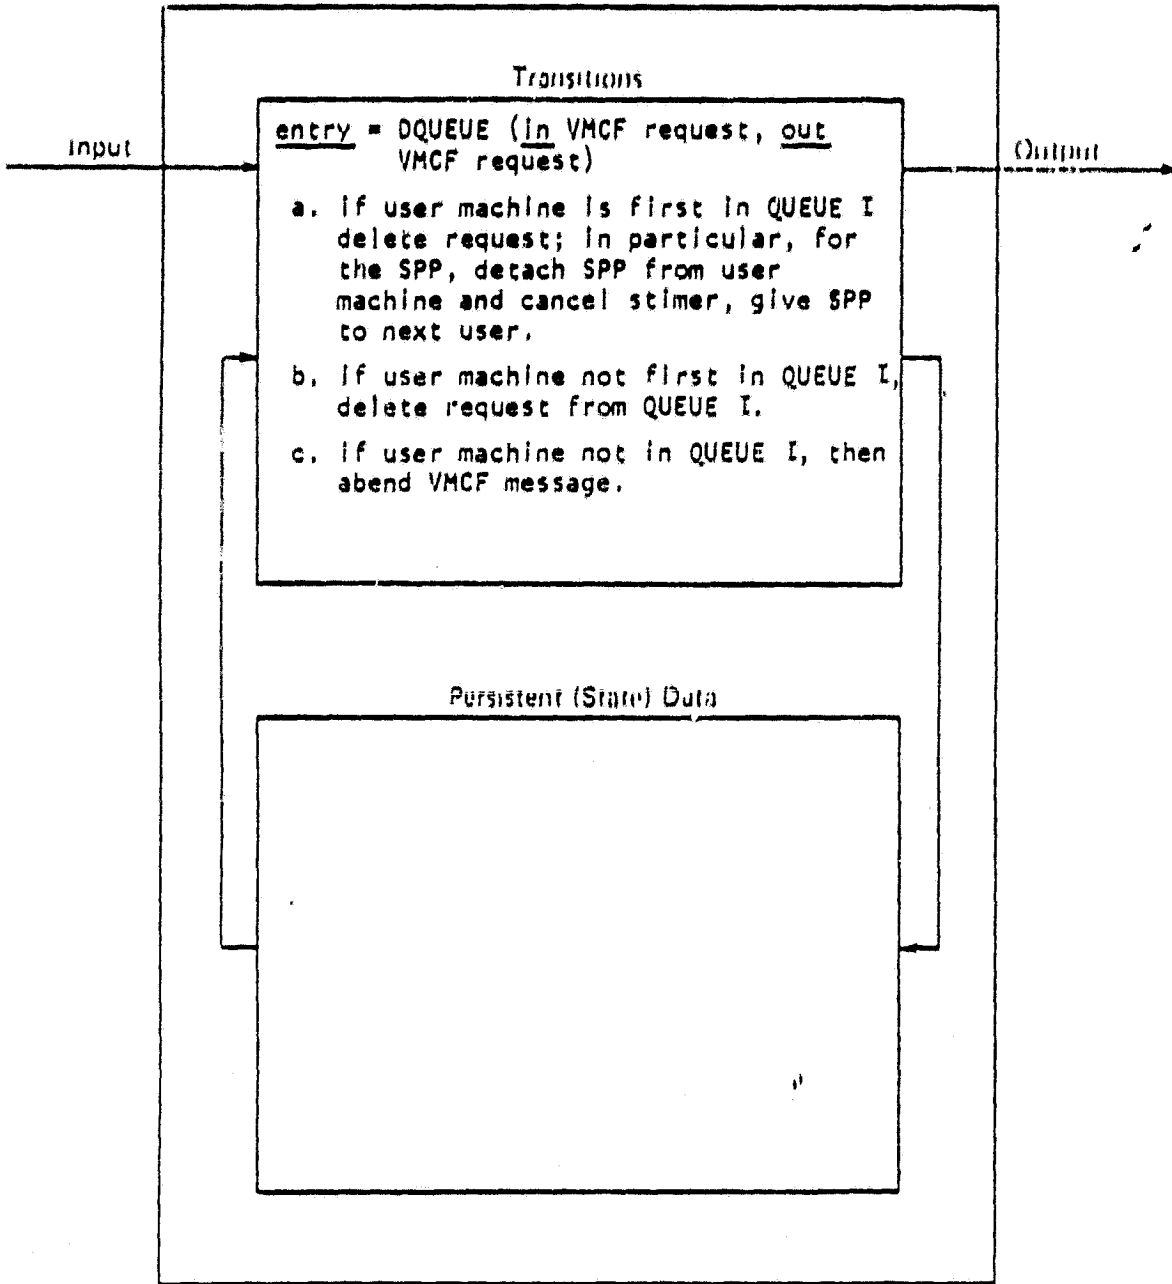 Transitions
Input
Output
entry = DQUEUE (in VMCF request, out
VMCF request)
a. if user machine is first in QUEUE I
delete request; in particular, for
the SPP, detach SPP from user
machine and cancel stimer, give SPP
to next user.
b. if user machine not first in QUEUE I,
delete request from QUEUE I.
c. if user machine not in QUEUE I, then
abend VMCF message.
Persistent (State) Data